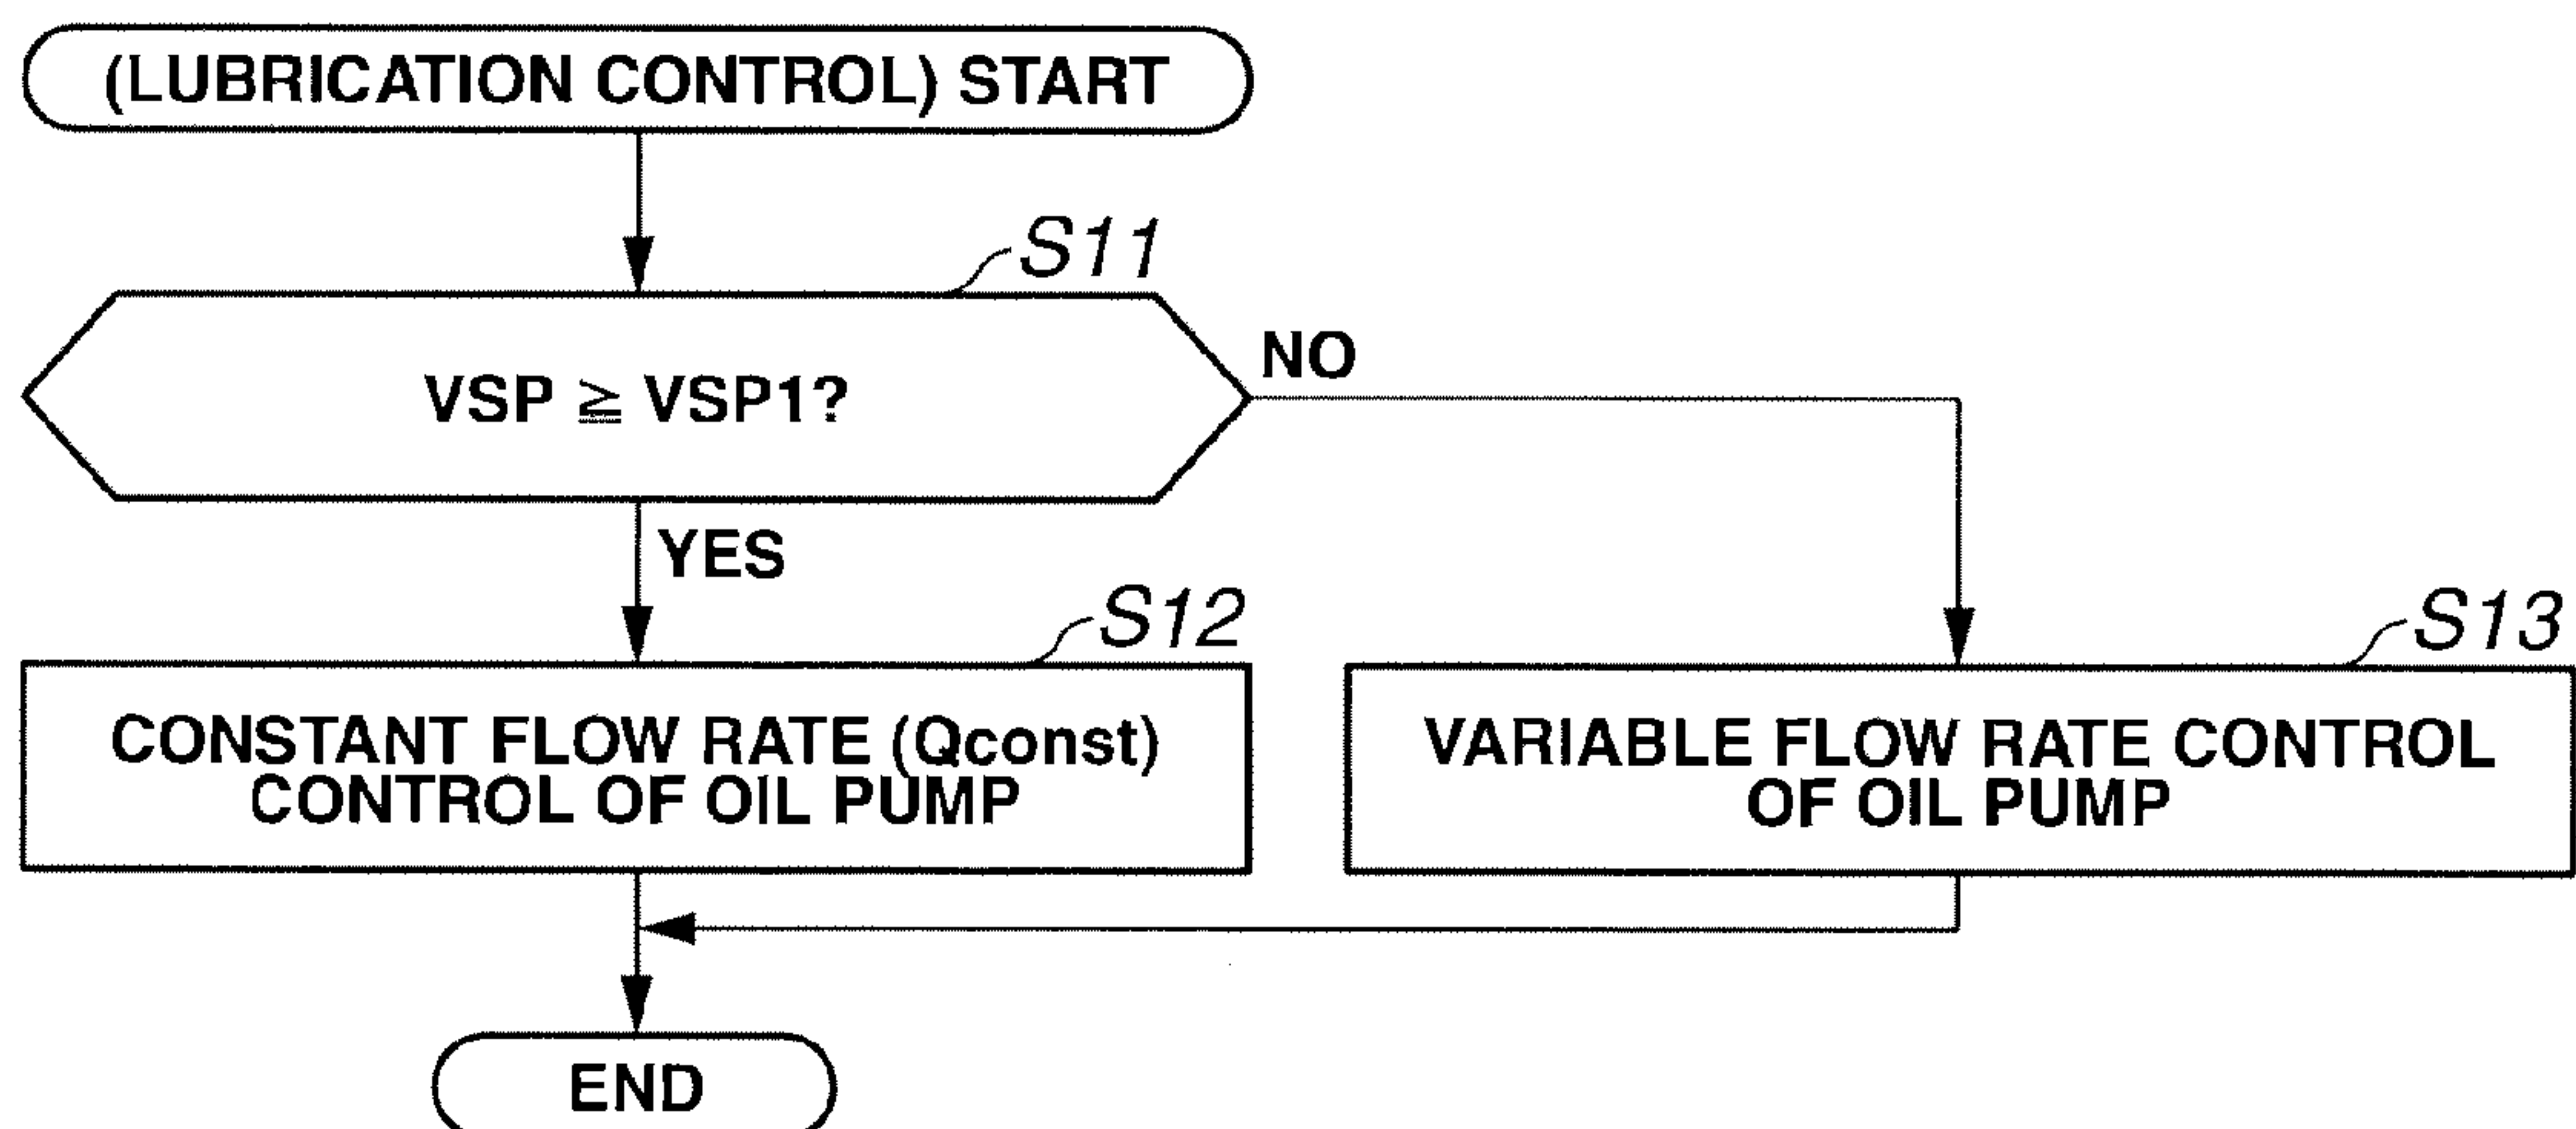 (LUBRICATION CONTROL) START
S11
VSP ≧ VSP1?
NO
YES
S12
CONSTANT FLOW RATE (Qconst)
CONTROL OF OIL PUMP
S13
VARIABLE FLOW RATE CONTROL
OF OIL PUMP
END